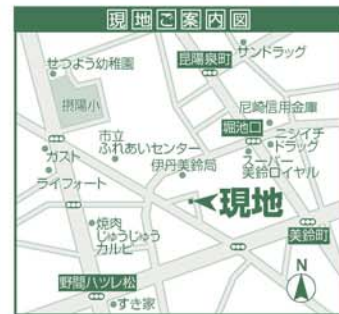 現地ご案内図
サンドラッグ
せつよう幼稚園
昆陽泉町
摂陽小
尼崎信用金庫
堀池口
市立
ふれあいセンター
ニシイチ
ドラッグ
ガスト
伊丹美鈴局
スーパー
美鈴ロイヤル
ライフォート
現地
焼肉
じゅうじゅう
カルビ
美鈴町
野間ハツレ松
N
すき家